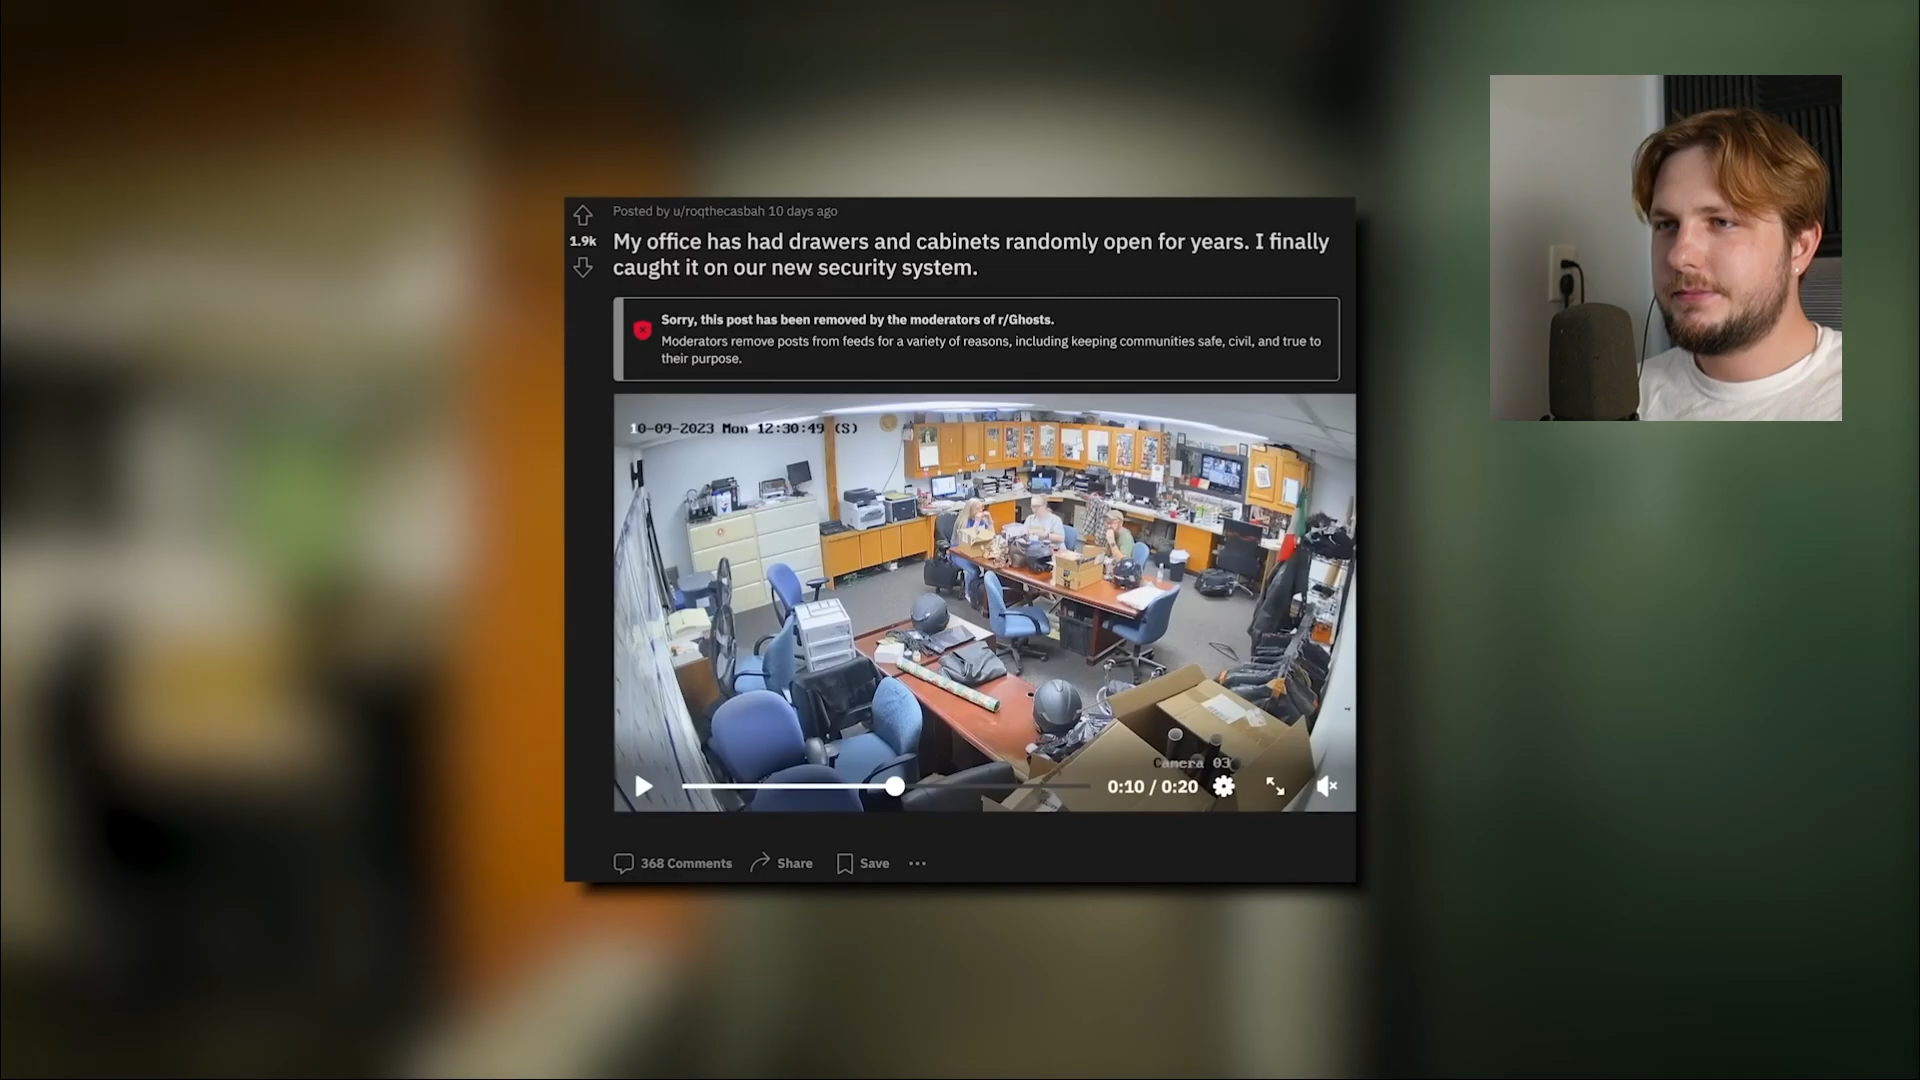 Posted by u/roqthecasbah 10 days ago
1.9k
My office has had drawers and cabinets randomly open for years. I finally
caught it on our new security system.
Sorry, this post has been removed by the moderators of r/Ghosts.
Moderators remove posts from feeds for a variety of reasons, including keeping communities safe, civil, and true to
their purpose.
10-09-2023 Mon 12:30:49 (S)
Camera 03
0:10 / 0:20
368 Comments
Share
Save